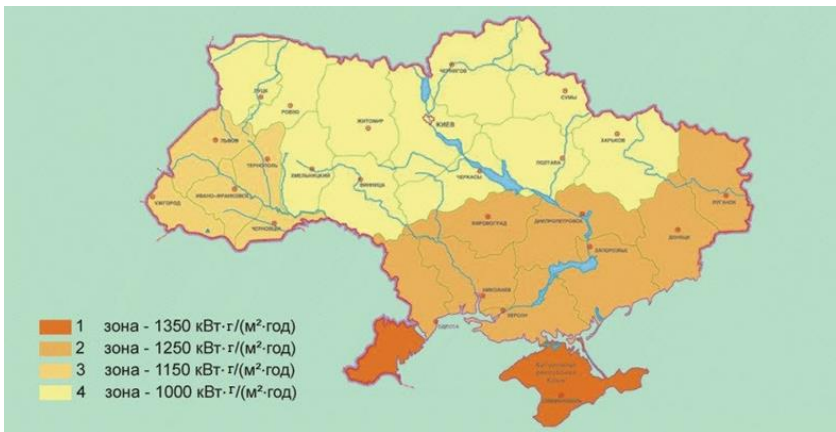 ЧЕРНИГОВ
ЛУЦК
РОВНО
СУМЫ
ЖИТОМИР
КИЕВ
ХАРЬКОВ
ЛЬВОВ
ТЕРНОПОЛЬ
ПОЛТАВА
ХМЕЛЬНИЦКИЙ
ЧЕРКАСЫ
ВИННИЦА
ИВАНО-ФРАНКОВСК
УЖГОРОД
ЛУГАНСК
КИРОВОГРАД
ДНЕПРОПЕТРОВСК
ЧЕРНОВЦЫ
ДОНЕЦК
ЗАПОРОЖЬЕ
НИКОЛАЕВ
ХЕРСОН
ОДЕССА
1 зона - 1350 кВт·г/(м²·год)
2 зона - 1250 кВт·г/(м²·год)
3 зона - 1150 кВт·г/(м²·год)
4 зона - 1000 кВт·г/(м²·год)
Крым
СИМФЕРОПОЛЬ